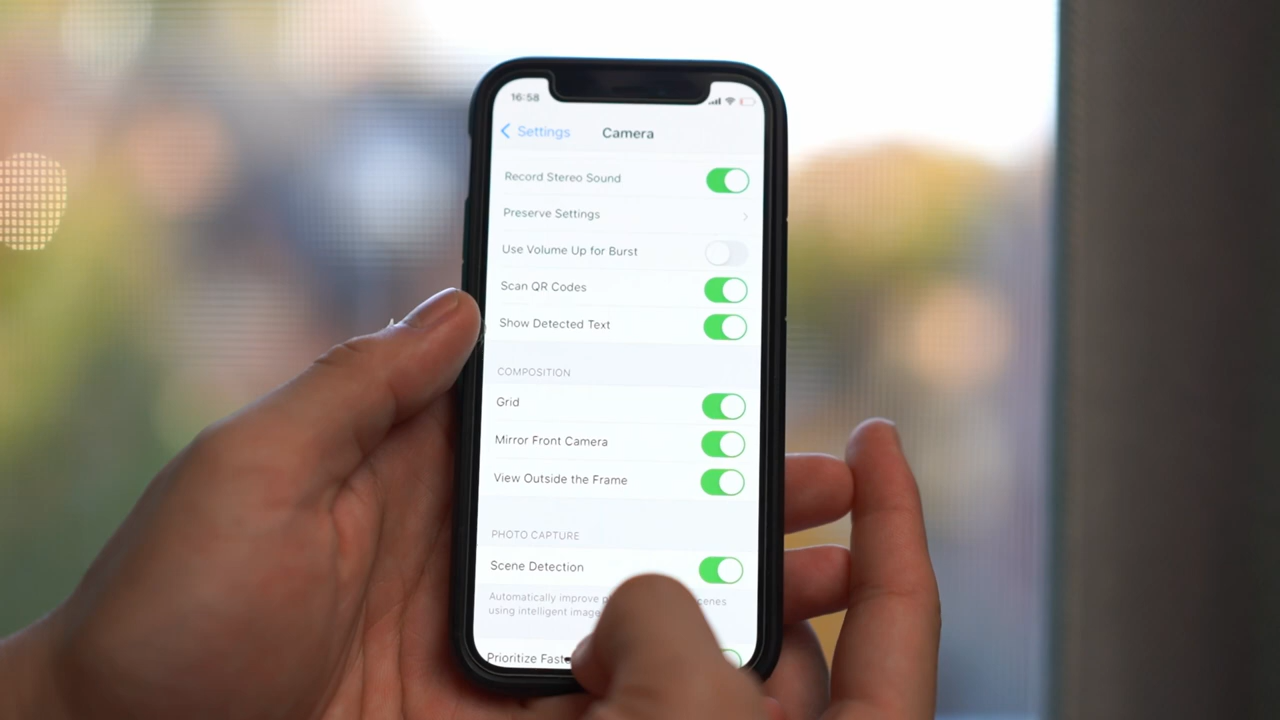 16:58
Settings Camera
Record Stereo Sound
Preserve Settings
Use Volume Up for Burst
Scan QR Codes
Show Detected Text
COMPOSITION
Grid
Mirror Front Camera
View Outside the Frame
PHOTO CAPTURE
Scene Detection
Automatically improve
using intelligent image
Prioritize